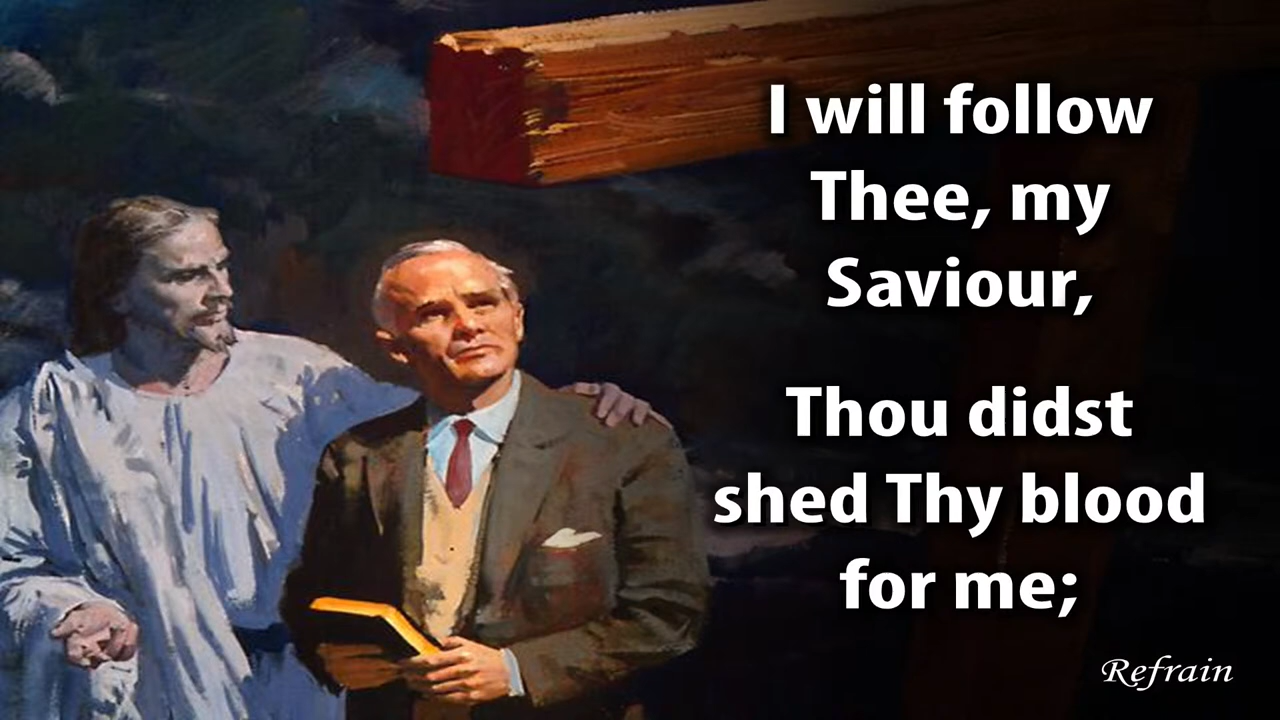 I will follow
Thee, my
Saviour,
Thou didst
shed Thy blood
for me;
Refrain